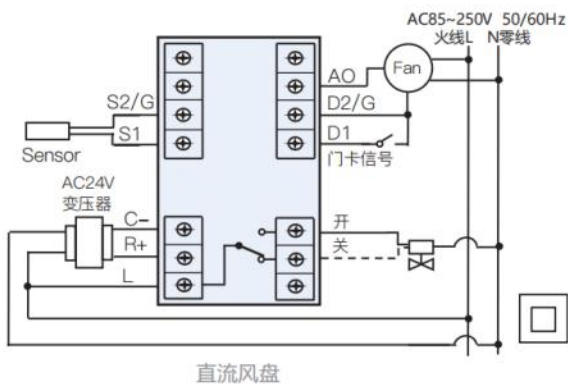 AC85~250V 50/60Hz
火线L N零线
Fan
AO
S2/G
D2/G
S1
D1
门卡信号
Sensor
AC24V
变压器
C-
R+
L
开
关
直流风盘